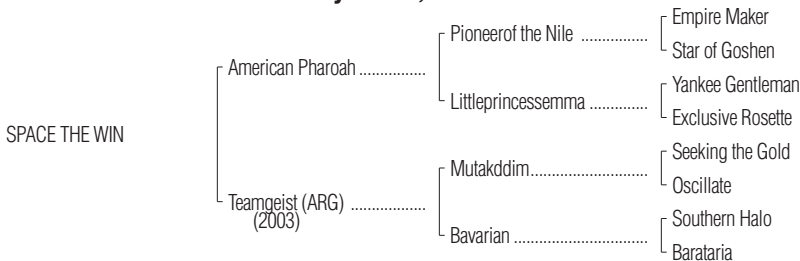 Empire Maker
Pioneerof the Nile ................
Star of Goshen
American Pharoah ................
Yankee Gentleman
Littleprincessemma ..............
Exclusive Rosette
SPACE THE WIN
Seeking the Gold
Mutakddim............................
Oscillate
Teamgeist (ARG) ..................
(2003)
Southern Halo
Bavarian ................................
Barataria